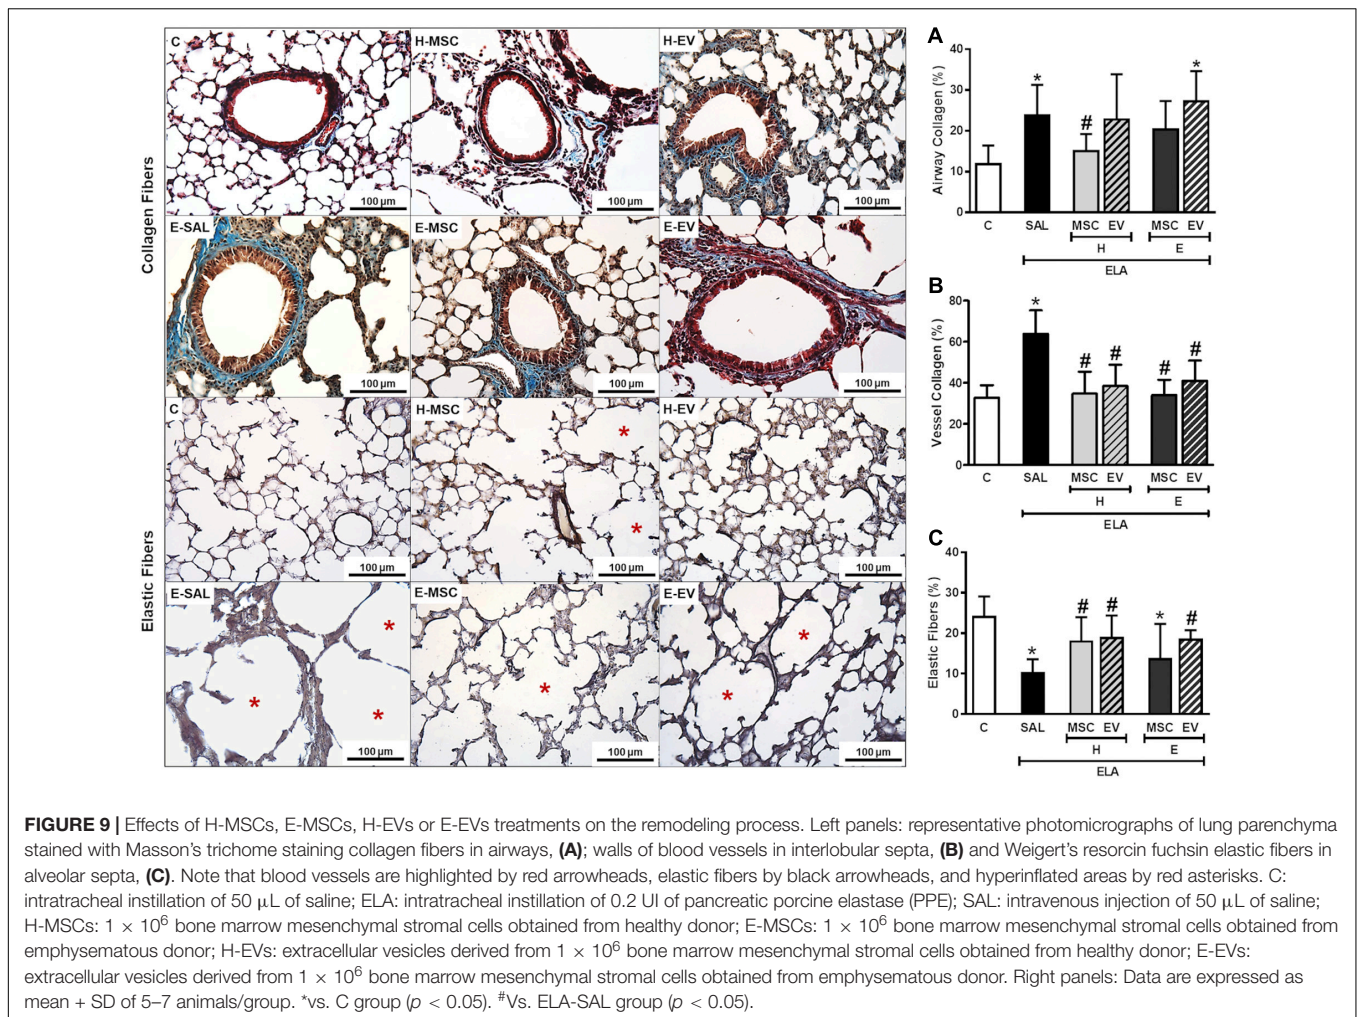 C
H-MSC
H-EV
100 µm
100 µm
100 µm
E-SAL
E-MSC
E-EV
100 µm
100 µm
100 µm
Collagen Fibers
C
H-MSC
H-EV
*
*
100 µm
100 µm
100 µm
E-SAL
E-MSC
E-EV
*
*
*
*
*
*
100 µm
100 µm
100 µm
Elastic Fibers
A
Airway Collagen (%)
40
30
20
10
0
*
#
*
C
SAL
MSC EV
MSC EV
H
E
ELA
B
Vessel Collagen (%)
80
60
40
20
0
*
#
#
#
#
C
SAL
MSC EV
MSC EV
H
E
ELA
C
Elastic Fibers (%)
40
30
20
10
0
*
#
#
*
#
C
SAL
MSC EV
MSC EV
H
E
ELA
FIGURE 9 | Effects of H-MSCs, E-MSCs, H-EVs or E-EVs treatments on the remodeling process. Left panels: representative photomicrographs of lung parenchyma
stained with Masson's trichome staining collagen fibers in airways, (A); walls of blood vessels in interlobular septa, (B) and Weigert's resorcin fuchsin elastic fibers in
alveolar septa, (C). Note that blood vessels are highlighted by red arrowheads, elastic fibers by black arrowheads, and hyperinflated areas by red asterisks. C:
intratracheal instillation of 50 µL of saline; ELA: intratracheal instillation of 0.2 UI of pancreatic porcine elastase (PPE); SAL: intravenous injection of 50 µL of saline;
H-MSCs: 1 × 10⁶ bone marrow mesenchymal stromal cells obtained from healthy donor; E-MSCs: 1 × 10⁶ bone marrow mesenchymal stromal cells obtained from
emphysematous donor; H-EVs: extracellular vesicles derived from 1 × 10⁶ bone marrow mesenchymal stromal cells obtained from healthy donor; E-EVs:
extracellular vesicles derived from 1 × 10⁶ bone marrow mesenchymal stromal cells obtained from emphysematous donor. Right panels: Data are expressed as
mean + SD of 5–7 animals/group. *vs. C group (p < 0.05). #Vs. ELA-SAL group (p < 0.05).